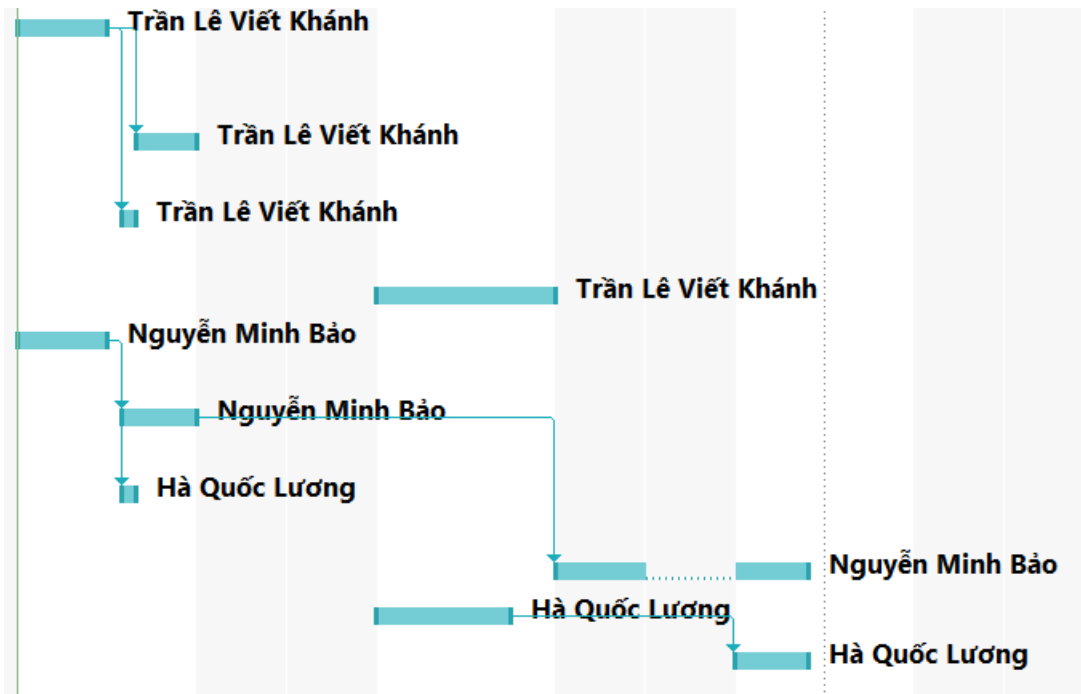 Trần Lê Viết Khánh
Trần Lê Viết Khánh
Trần Lê Viết Khánh
Trần Lê Viết Khánh
Nguyễn Minh Bảo
Nguyễn Minh Bảo
Hà Quốc Lương
Nguyễn Minh Bảo
Hà Quốc Lương
Hà Quốc Lương